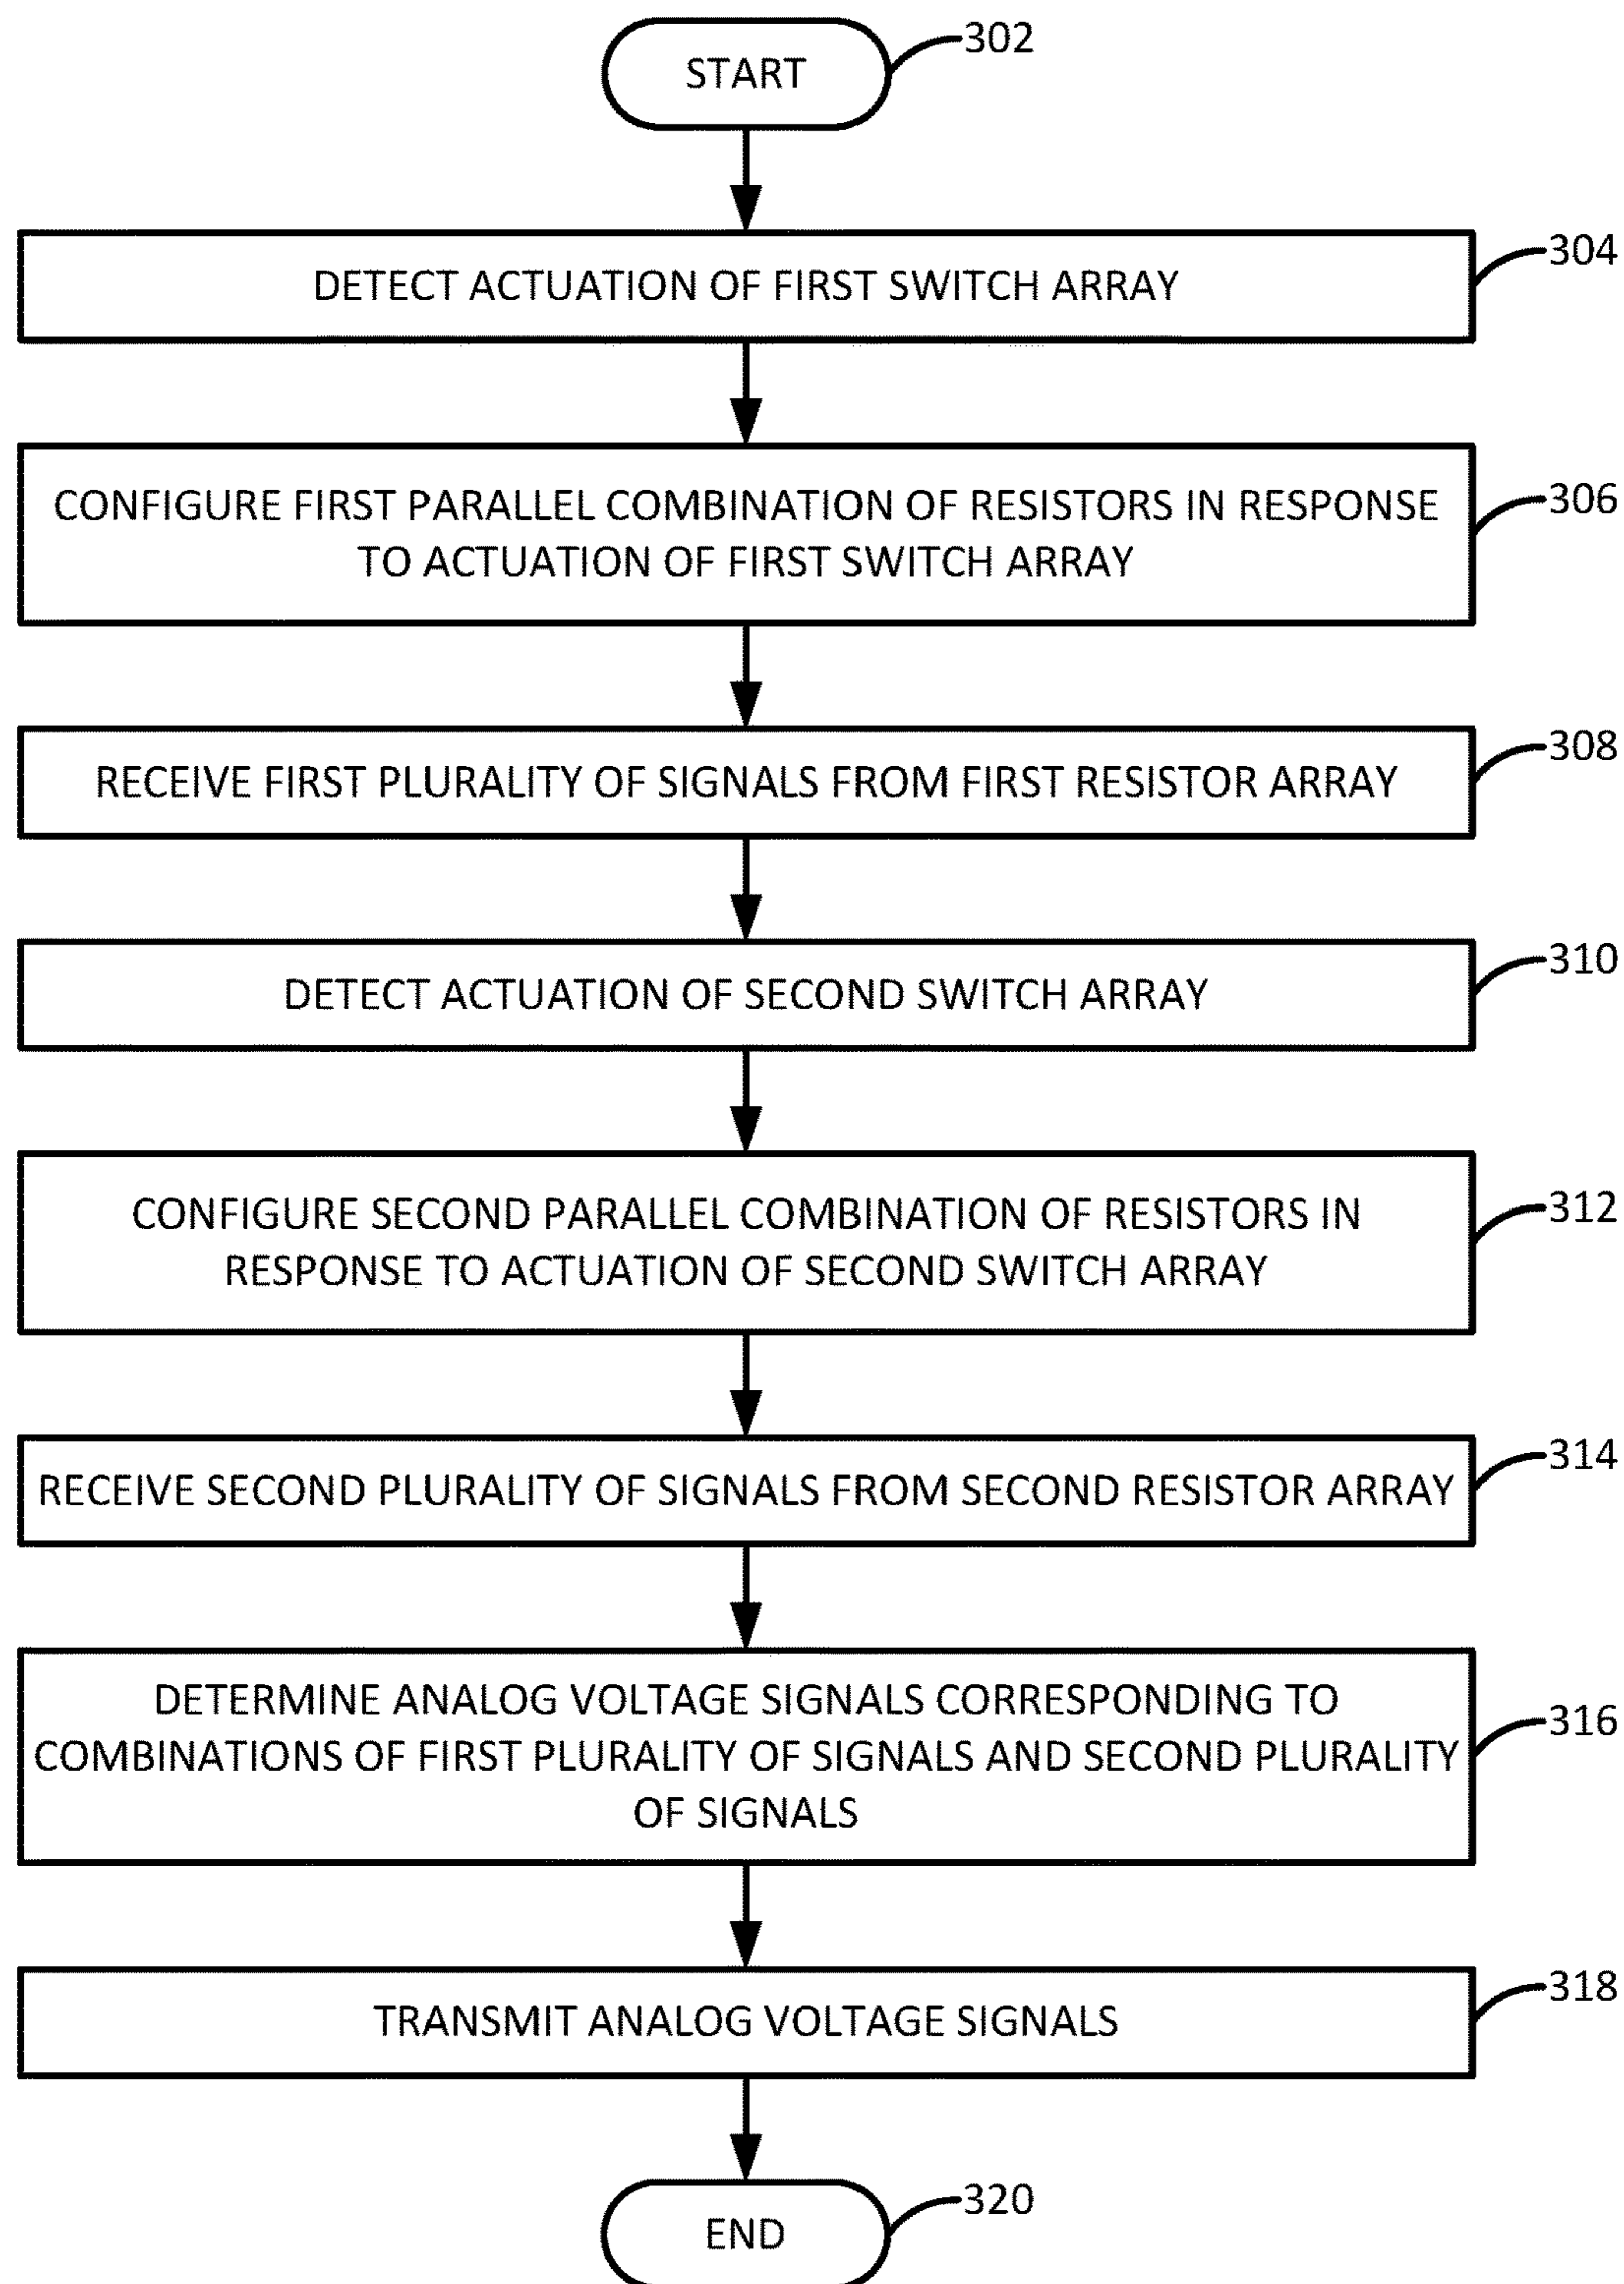 START
302
DETECT ACTUATION OF FIRST SWITCH ARRAY
304
CONFIGURE FIRST PARALLEL COMBINATION OF RESISTORS IN RESPONSE
TO ACTUATION OF FIRST SWITCH ARRAY
306
RECEIVE FIRST PLURALITY OF SIGNALS FROM FIRST RESISTOR ARRAY
308
DETECT ACTUATION OF SECOND SWITCH ARRAY
310
CONFIGURE SECOND PARALLEL COMBINATION OF RESISTORS IN
RESPONSE TO ACTUATION OF SECOND SWITCH ARRAY
312
RECEIVE SECOND PLURALITY OF SIGNALS FROM SECOND RESISTOR ARRAY
314
DETERMINE ANALOG VOLTAGE SIGNALS CORRESPONDING TO
COMBINATIONS OF FIRST PLURALITY OF SIGNALS AND SECOND PLURALITY
OF SIGNALS
316
TRANSMIT ANALOG VOLTAGE SIGNALS
318
END
320